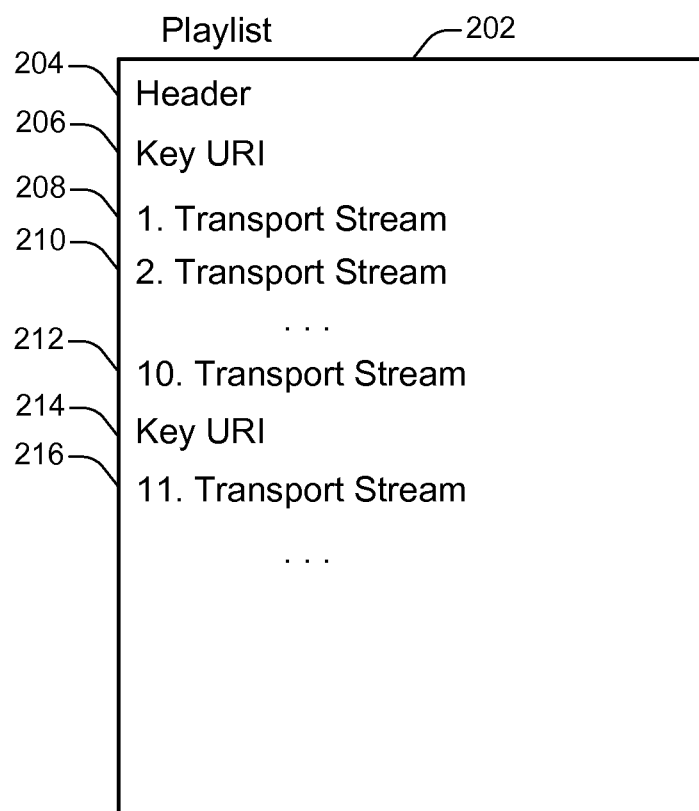 Playlist
202
204
Header
206
Key URI
208
1. Transport Stream
210
2. Transport Stream
. . .
212
10. Transport Stream
214
Key URI
216
11. Transport Stream
. . .